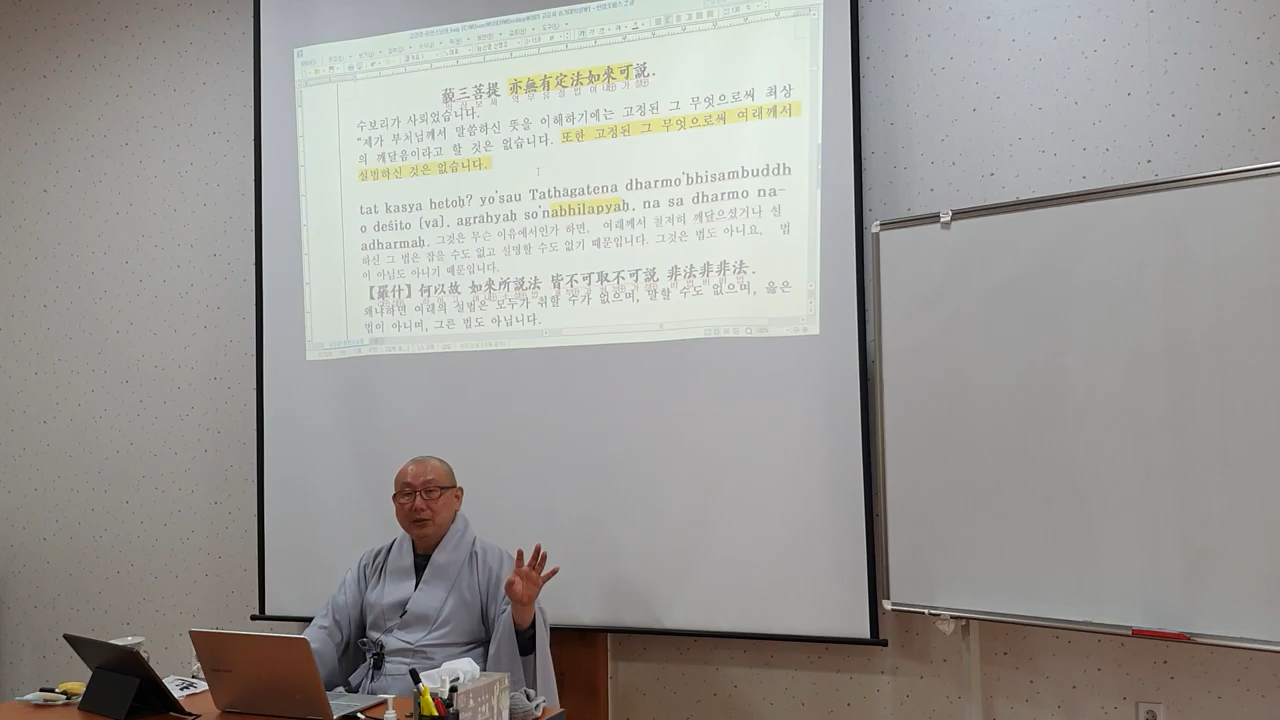 藐三菩提 亦無有定法如來可説.
수보리가 사뢰었습니다.
"제가 부처님께서 말씀하신 뜻을 이해하기에는 고정된 그 무엇으로써 최상
의 깨달음이라고 할 것은 없습니다. 또한 고정된 그 무엇으로써 여래께서
설법하신 것은 없습니다.
tat kasya hetoḥ? yo'sau Tathāgatena dharmo'bhisambuddh
o deśito [vā], agrāhyaḥ so'nabhilapyaḥ, na sa dharmo na-
adharmaḥ. 그것은 무슨 이유에서인가 하면, 여래께서 철저히 깨달으셨거나 설
하신 그 법은 잡을 수도 없고 설명할 수도 없기 때문입니다. 그것은 법도 아니요, 법
이 아님도 아니기 때문입니다.
【羅什】何以故 如來所說法 皆不可取不可説 非法非非法.
왜냐하면 여래의 설법은 모두가 취할 수가 없으며, 말할 수도 없으며, 옳은
법이 아니며, 그른 법도 아닙니다.